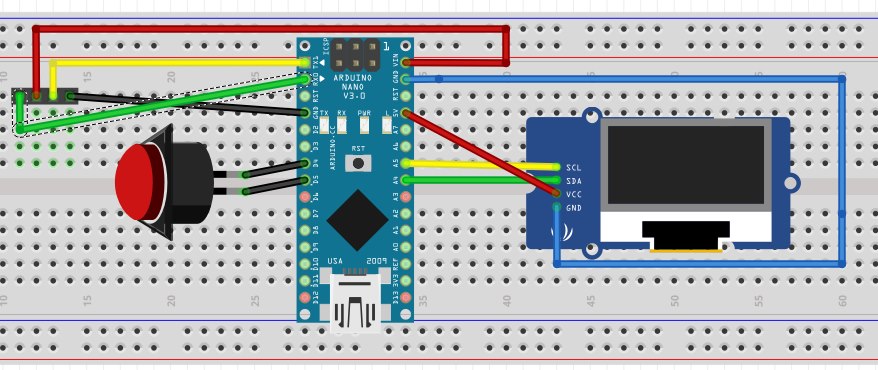 ICSP
1
TX1
RX0
RST
GND
D2
D3
D4
D5
D6
D7
D8
D9
D10
D11
D12
VIN
GND
RST
5V
A7
A6
A5
A4
A3
A2
A1
A0
REF
3V3
D13
ARDUINO
NANO
V3.0
TX RX PWR L
RST
ARDUINO.CC
USA 2009
SCL
SDA
VCC
GND
10 15 20 25 35 40 45 50 55 60
10 15 20 25 35 40 45 50 55 60